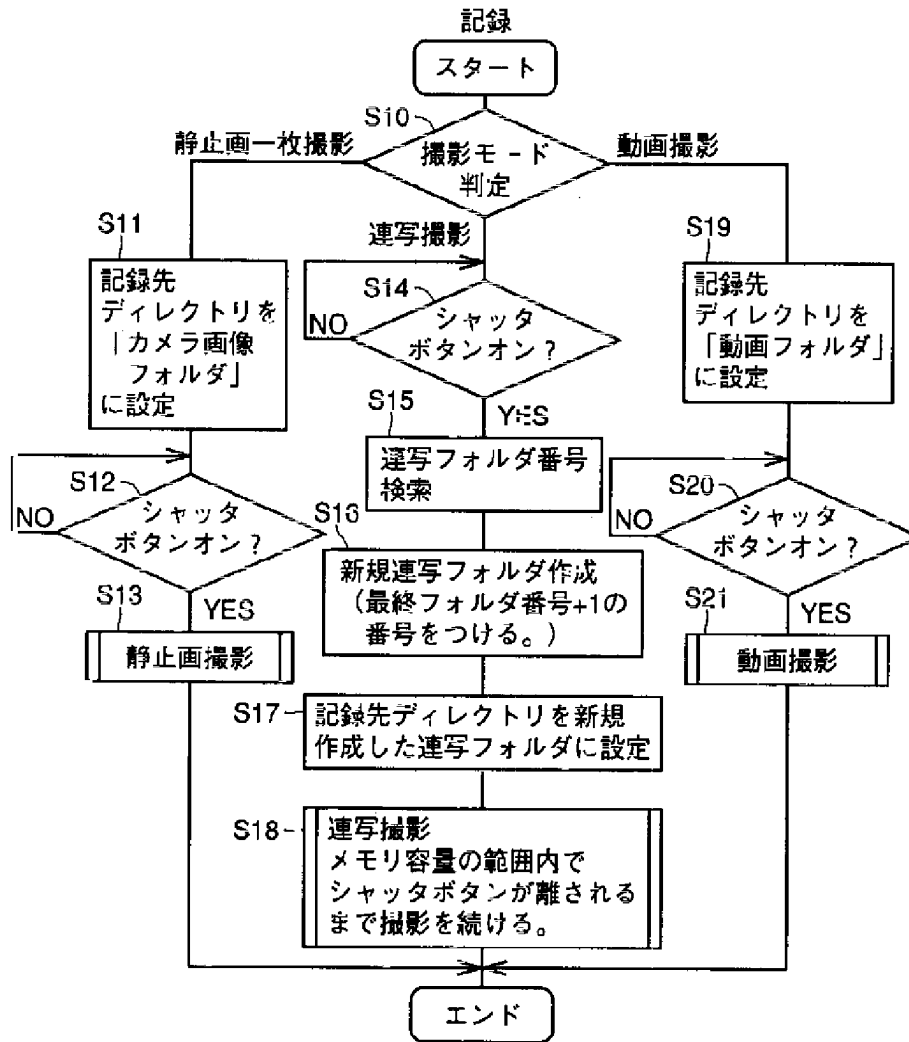 記録
スタート
S10
撮影モード
判定
静止画一枚撮影
動画撮影
連写撮影
S11
記録先
ディレクトリを
「カメラ画像
フォルダ」
に設定
S12
シャッタ
ボタンオン？
NO
YES
S13
静止画撮影
S14
シャッタ
ボタンオン？
NO
YES
S15
連写フォルダ番号
検索
S16
新規連写フォルダ作成
（最終フォルダ番号+1の
番号をつける。）
S17
記録先ディレクトリを新規
作成した連写フォルダに設定
S18
連写撮影
メモリ容量の範囲内で
シャッタボタンが離される
まで撮影を続ける。
S19
記録先
ディレクトリを
「動画フォルダ」
に設定
S20
シャッタ
ボタンオン？
NO
YES
S21
動画撮影
エンド